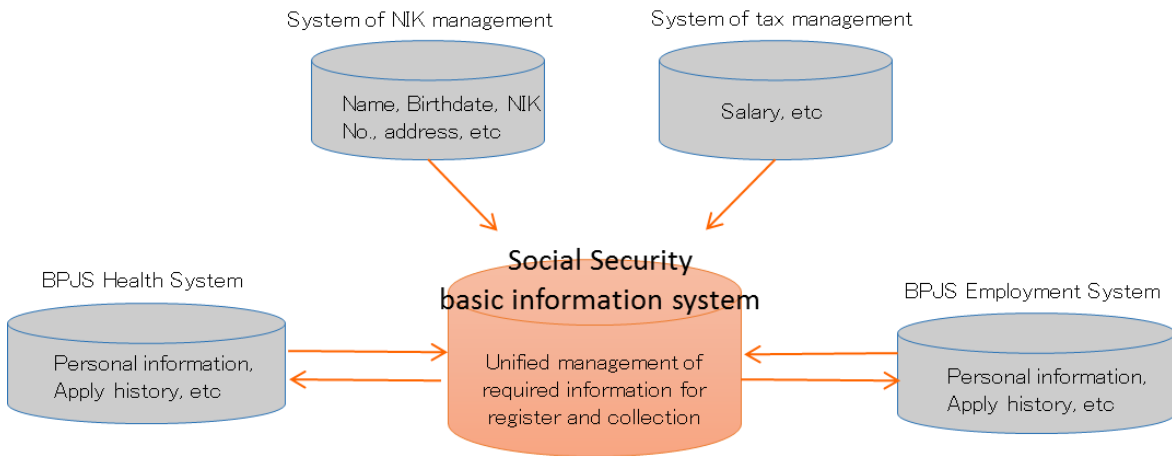 System of NIK management
System of tax management
Name, Birthdate, NIK
No., address, etc
Salary, etc
Social Security
basic information system
BPJS Health System
BPJS Employment System
Personal information,
Apply history, etc
Unified management of
required information for
register and collection
Personal information,
Apply history, etc